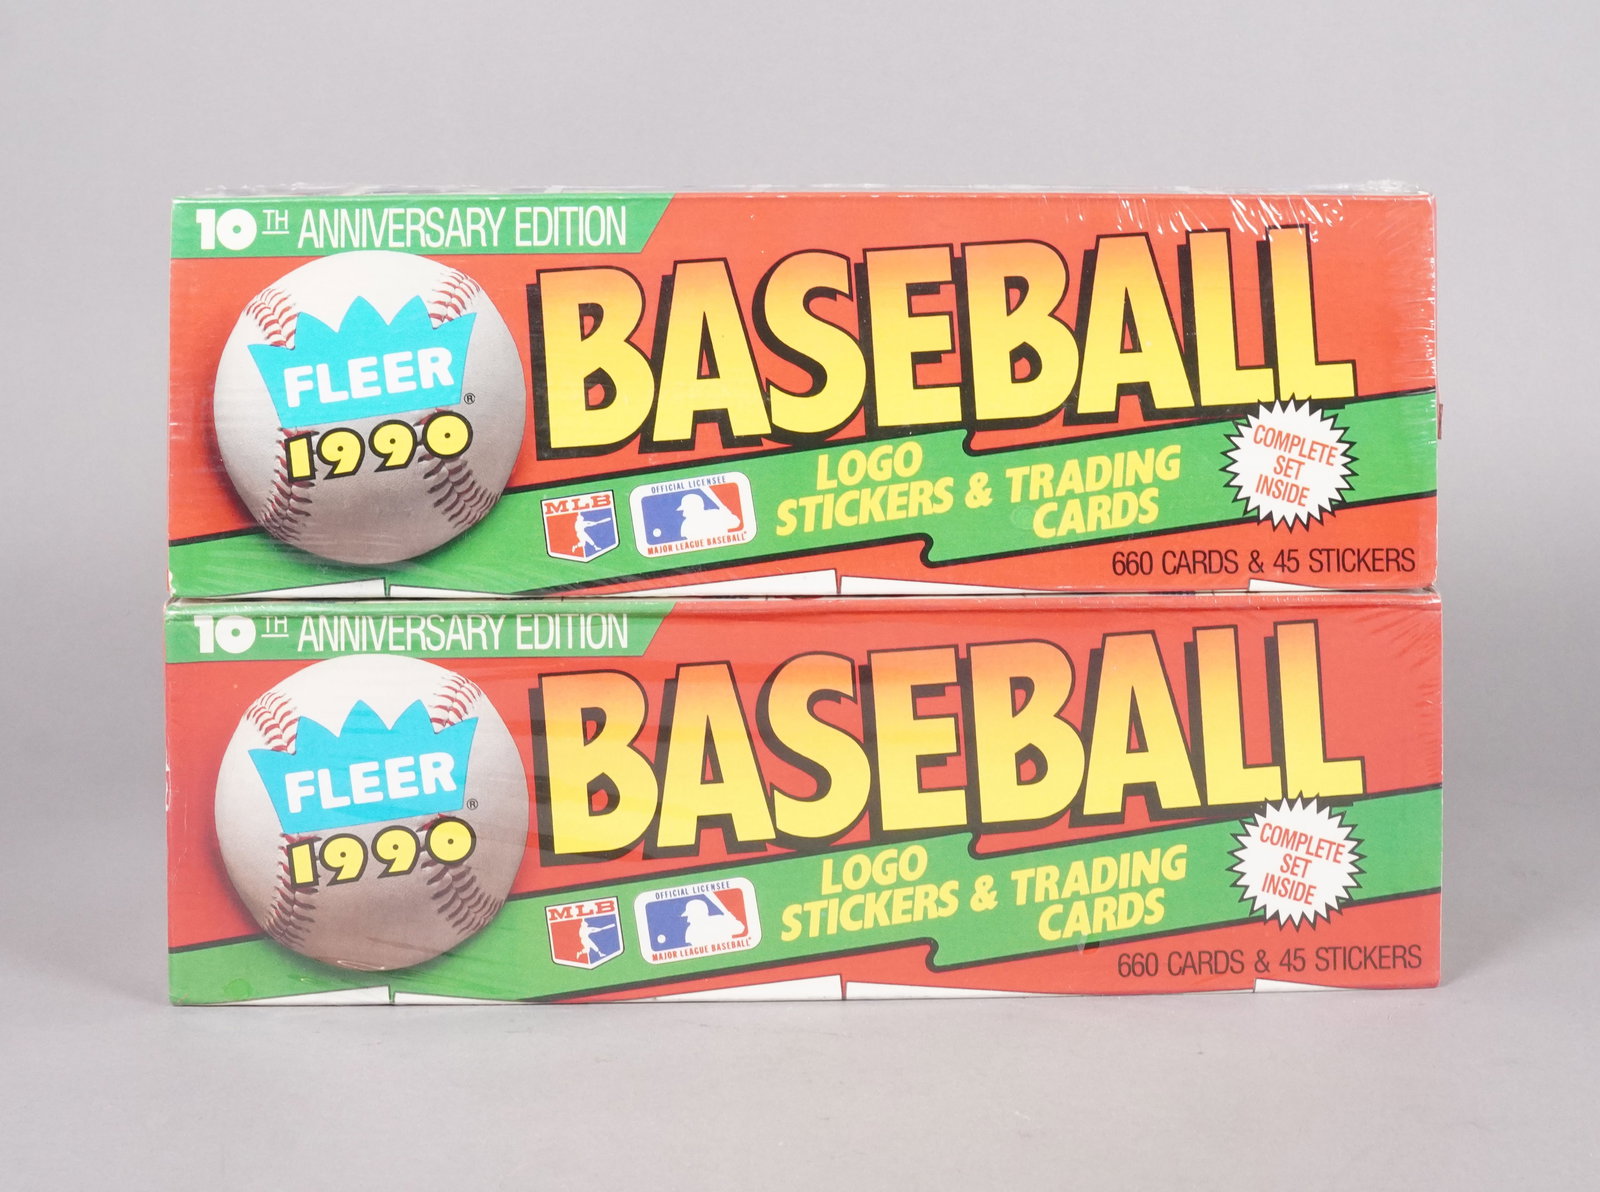 10TH ANNIVERSARY EDITION
BASEBALL
FLEER®
1990
LOGO
STICKERS & TRADING
CARDS
COMPLETE
SET
INSIDE
MLB
OFFICIAL LICENSEE
MAJOR LEAGUE BASEBALL
660 CARDS & 45 STICKERS
10TH ANNIVERSARY EDITION
BASEBALL
FLEER®
1990
LOGO
STICKERS & TRADING
CARDS
COMPLETE
SET
INSIDE
MLB
OFFICIAL LICENSEE
MAJOR LEAGUE BASEBALL
660 CARDS & 45 STICKERS